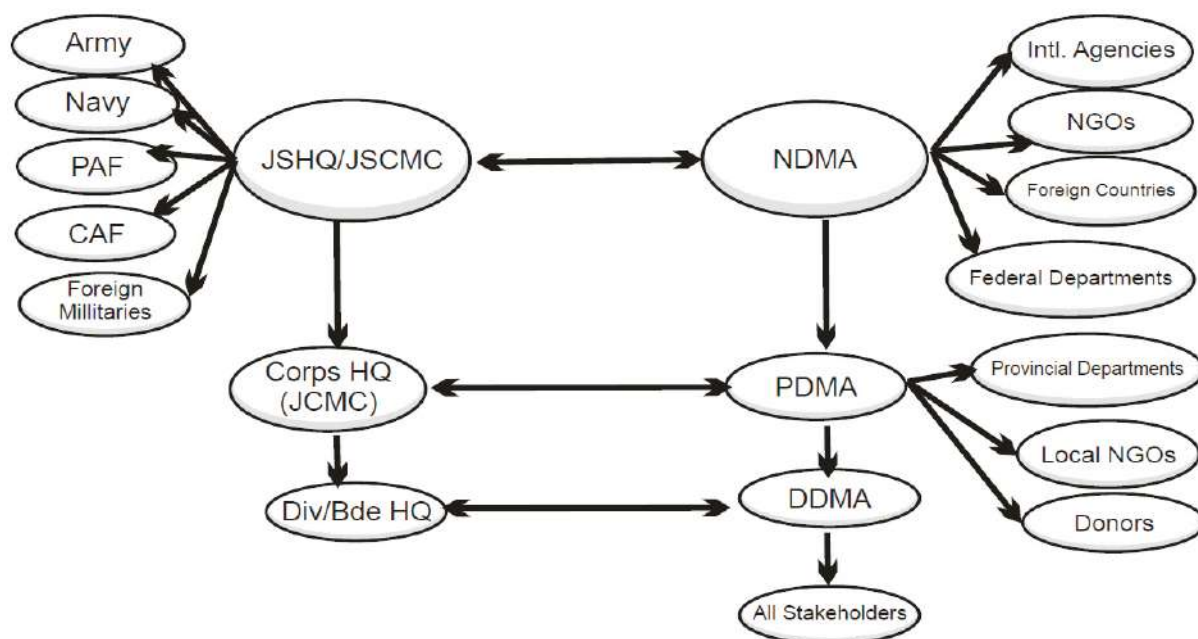 Army
Navy
PAF
CAF
Foreign
Millitaries
JSHQ/JSCMC
NDMA
Intl. Agencies
NGOs
Foreign Countries
Federal Departments
Corps HQ
(JCMC)
PDMA
Provincial Departments
Local NGOs
Donors
Div/Bde HQ
DDMA
All Stakeholders